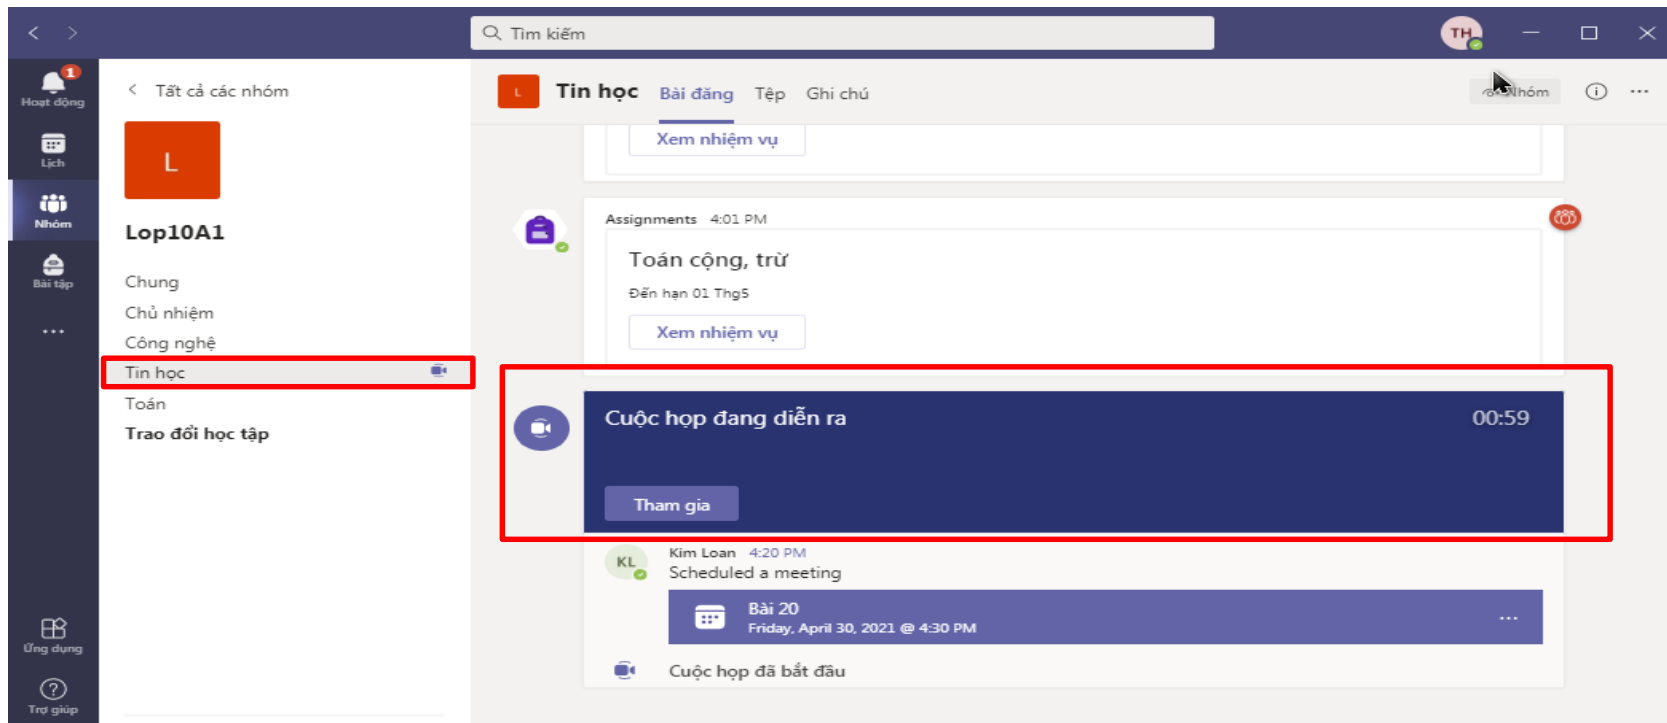 Tìm kiếm
TH
1
Hoạt động
Lịch
Nhóm
Bài tập
Ứng dụng
Trợ giúp
Tất cả các nhóm
L
Lop10A1
Chung
Chủ nhiệm
Công nghệ
Tin học
Toán
Trao đổi học tập
L
Tin học
Bài đăng
Tệp
Ghi chú
Nhóm
Xem nhiệm vụ
Assignments 4:01 PM
Toán cộng, trừ
Đến hạn 01 Thg5
Xem nhiệm vụ
Cuộc họp đang diễn ra
00:59
Tham gia
KL
Kim Loan 4:20 PM
Scheduled a meeting
Bài 20
Friday, April 30, 2021 @ 4:30 PM
Cuộc họp đã bắt đầu